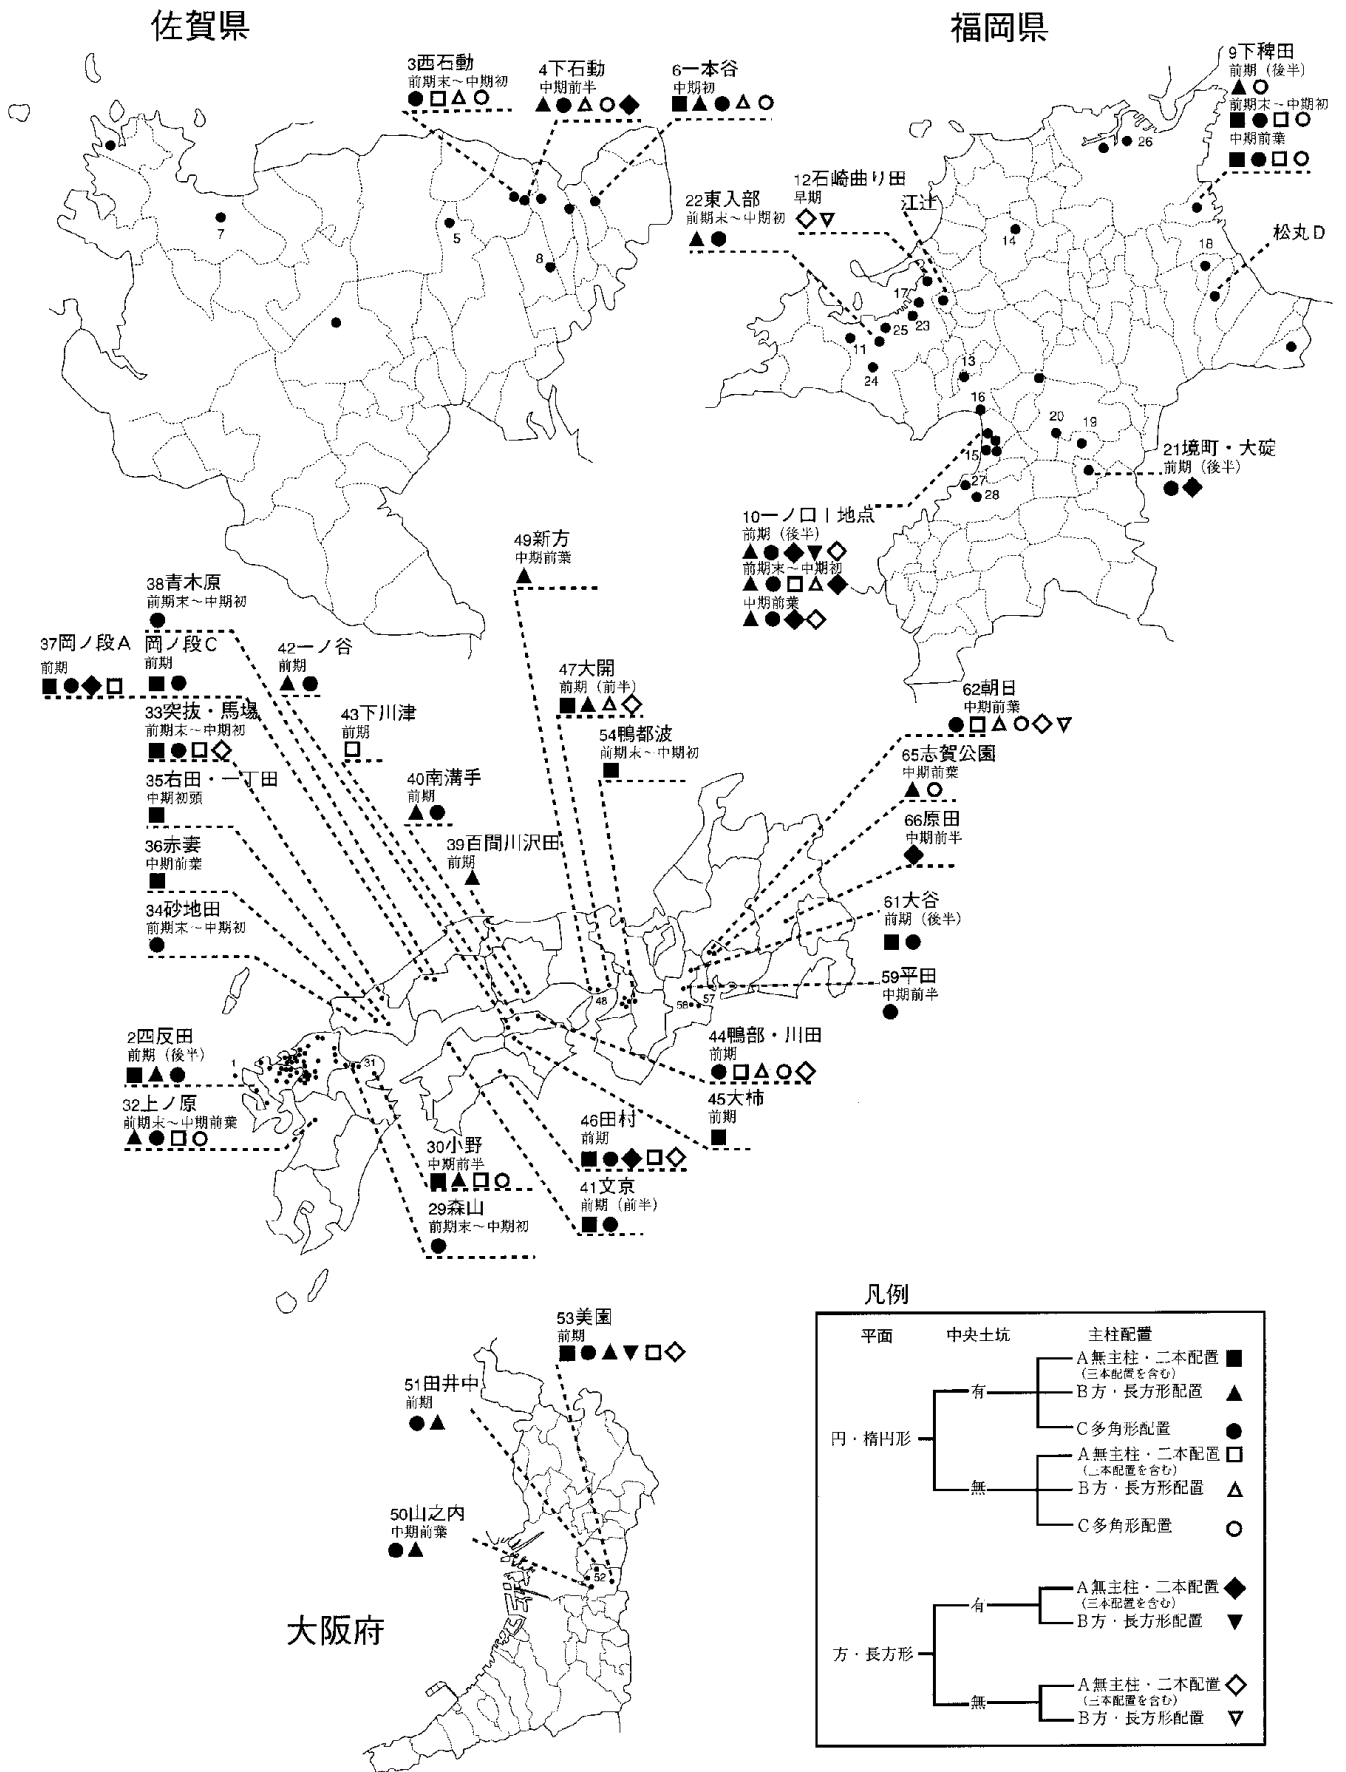 佐賀県
福岡県
3西石動
前期末～中期初
4下石動
中期前半
6一本谷
中期初
7
5
8
9下稗田
前期（後半）
前期末～中期初
中期前葉
12石崎曲り田
早期
江辻
22東入部
前期末～中期初
松丸D
26
14
18
17
23
25
11
24
13
16
15
20
19
27
28
21境町・大碇
前期（後半）
10一ノ口Ⅰ地点
前期（後半）
前期末～中期初
中期前葉
49新方
中期前葉
38青木原
前期末～中期初
37岡ノ段A
前期
岡ノ段C
前期
42一ノ谷
前期
33突抜・馬場
前期末～中期初
43下川津
前期
47大開
前期（前半）
54鴨都波
前期末～中期初
35右田・一丁田
中期初頭
40南溝手
前期
36赤妻
中期前葉
39百間川沢田
前期
34砂地田
前期末～中期初
62朝日
中期前葉
65志賀公園
中期前葉
66原田
中期前半
61大谷
前期（後半）
59平田
中期前半
48
58
57
1
31
2四反田
前期（後半）
32上ノ原
前期末～中期前葉
44鴨部・川田
前期
45大柿
前期
46田村
前期
30小野
中期前半
41文京
前期（前半）
29森山
前期末～中期初
53美園
前期
51田井中
前期
50山之内
中期前葉
52
大阪府
凡例
平面 中央土坑 主柱配置
円・楕円形
有
A無主柱・二本配置
（三本配置を含む）
B方・長方形配置
C多角形配置
無
A無主柱・二本配置
（三本配置を含む）
B方・長方形配置
C多角形配置
方・長方形
有
A無主柱・二本配置
（三本配置を含む）
B方・長方形配置
無
A無主柱・二本配置
（三本配置を含む）
B方・長方形配置